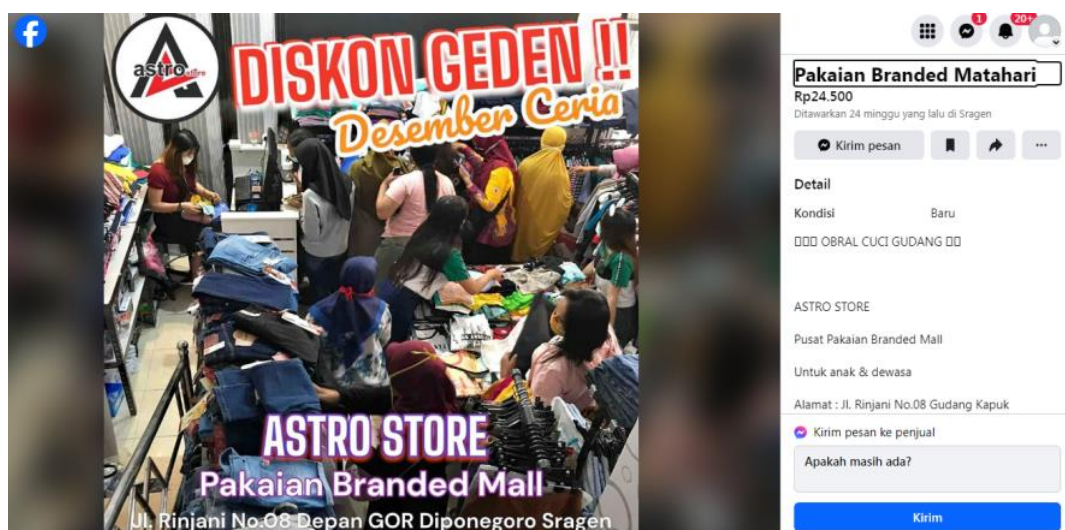 astro store
DISKON GEDEN !!
Desember Ceria
ASTRO STORE
Pakaian Branded Mall
Jl. Rinjani No.08 Depan GOR Diponegoro Sragen
1
20+
Pakaian Branded Matahari
Rp24.500
Ditawarkan 24 minggu yang lalu di Sragen
Kirim pesan
Detail
Kondisi Baru
OBRAL CUCI GUDANG
ASTRO STORE
Pusat Pakaian Branded Mall
Untuk anak & dewasa
Alamat : Jl. Rinjani No.08 Gudang Kapuk
Kirim pesan ke penjual
Apakah masih ada?
Kirim